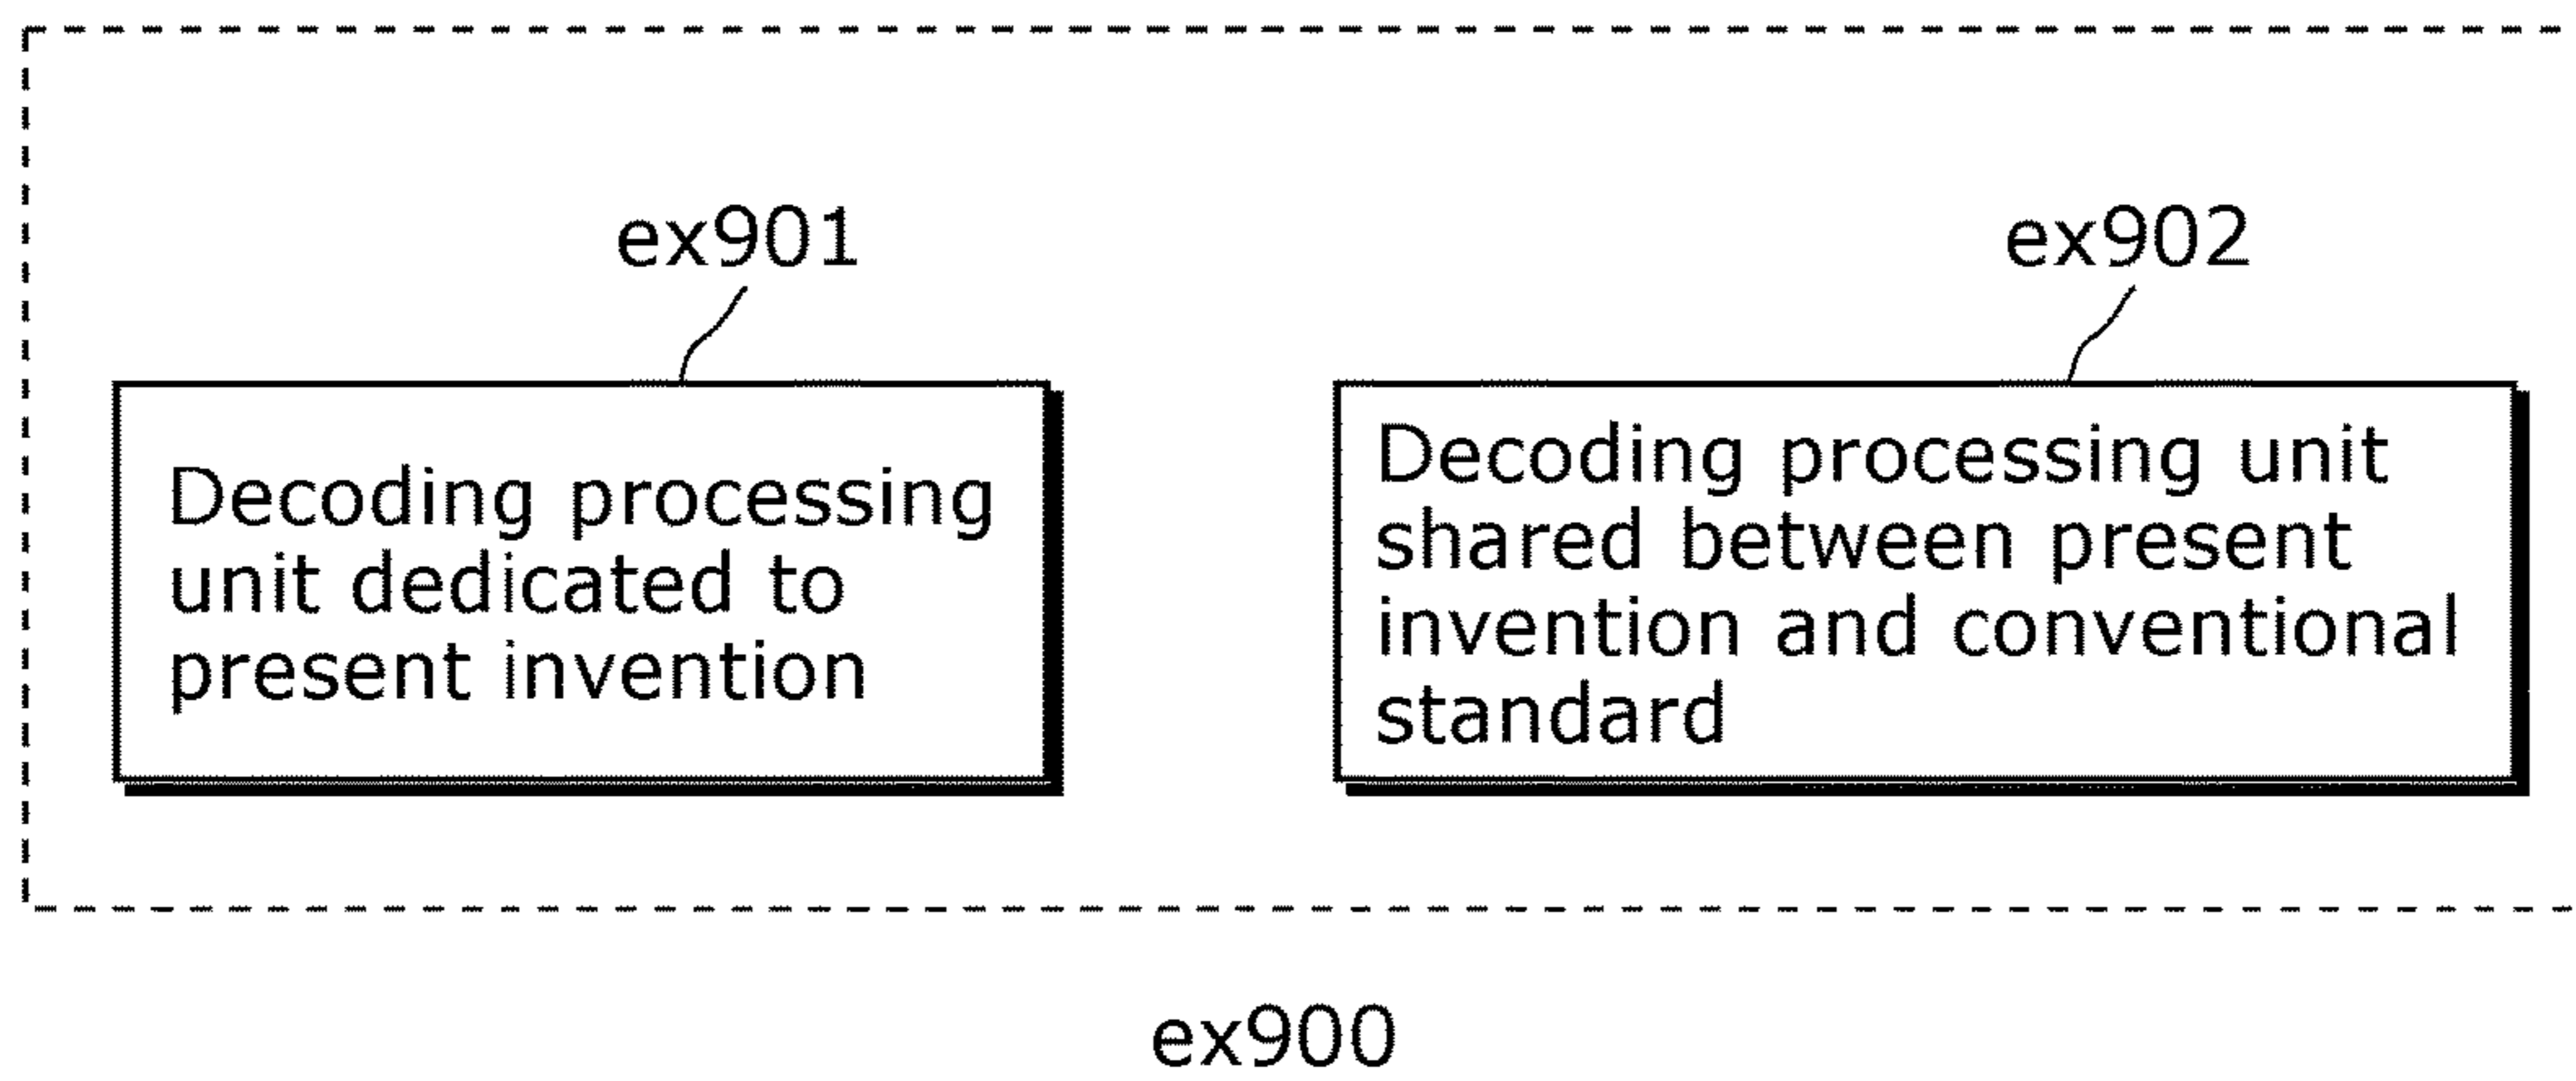 ex901
Decoding processing
unit dedicated to
present invention
ex902
Decoding processing unit
shared between present
invention and conventional
standard
ex900